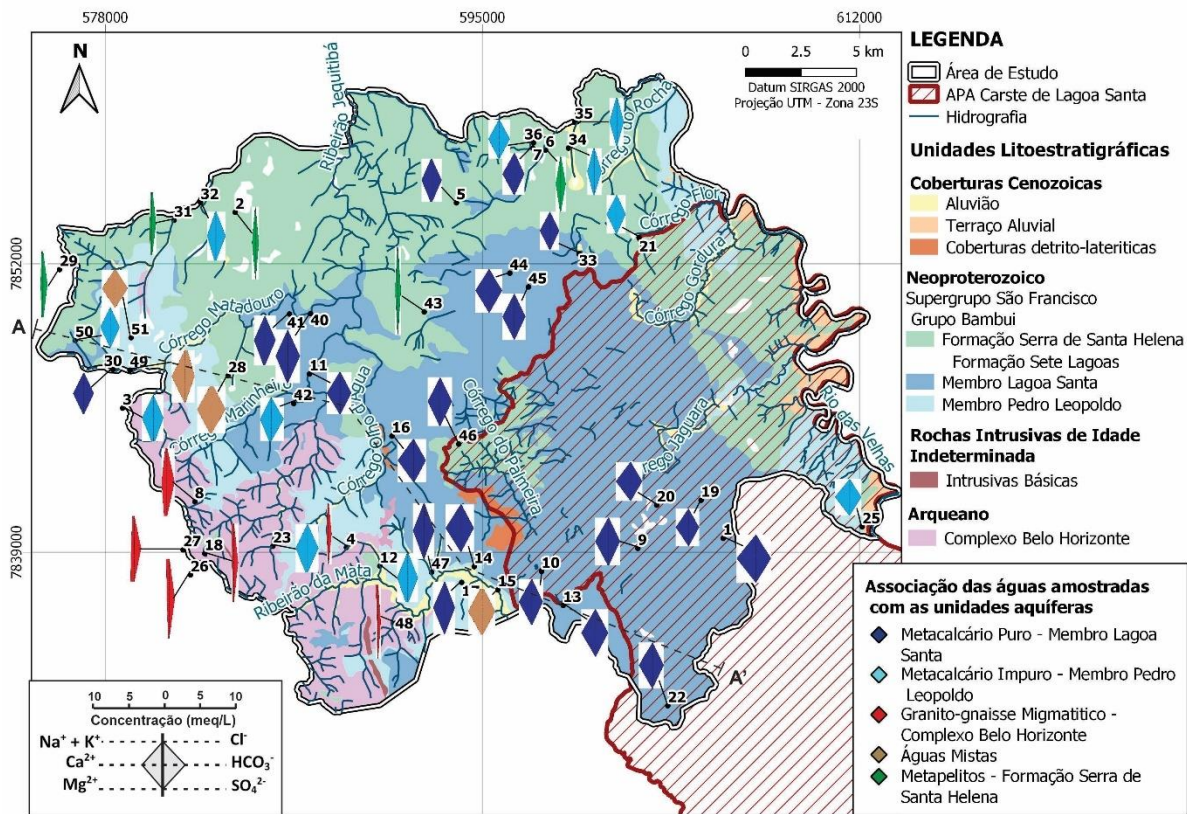 578000
595000
612000
7852000
7839000
N
0 2.5 5 km
Datum SIRGAS 2000
Projeção UTM - Zona 23S
Ribeirão Jequitibá
Córrego do Rocha
Córrego Flor
Córrego Gordura
Córrego Matadouro
Córrego Marinheiro
Córrego do Palmeira
Córrego Jaguara
Rio das Velhas
Ribeirão da Mata
A
A'
35
36
6
34
7
5
32
2
31
21
33
29
44
45
43
41
40
50
51
30
49
28
11
3
42
46
16
8
20
19
9
1
25
27
18
23
4
26
12
47
14
10
15
13
48
22
LEGENDA
Área de Estudo
APA Carste de Lagoa Santa
Hidrografia
Unidades Litoestratigráficas
Coberturas Cenozoicas
Aluvião
Terraço Aluvial
Coberturas detrito-lateriticas
Neoproterozoico
Supergrupo São Francisco
Grupo Bambui
Formação Serra de Santa Helena
Formação Sete Lagoas
Membro Lagoa Santa
Membro Pedro Leopoldo
Rochas Intrusivas de Idade
Indeterminada
Intrusivas Básicas
Arqueano
Complexo Belo Horizonte
Associação das águas amostradas
com as unidades aquíferas
Metacalcário Puro - Membro Lagoa
Santa
Metacalcário Impuro - Membro Pedro
Leopoldo
Granito-gnaisse Migmatitico -
Complexo Belo Horizonte
Águas Mistas
Metapelitos - Formação Serra de
Santa Helena
10 5 0 5 10
Concentração (meq/L)
Na⁺ + K⁺ Cl⁻
Ca²⁺ HCO₃⁻
Mg²⁺ SO₄²⁻